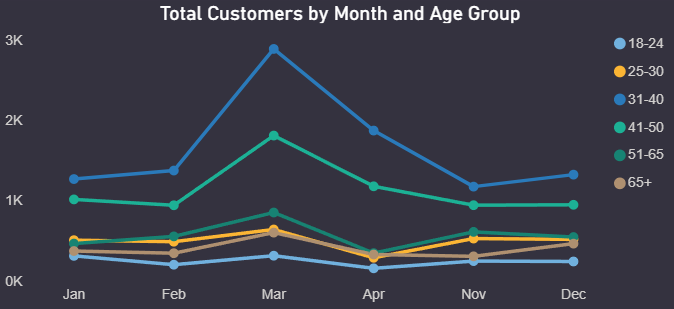 Total Customers by Month and Age Group
3K
2K
1K
0K
Jan Feb Mar Apr Nov Dec
18-24
25-30
31-40
41-50
51-65
65+